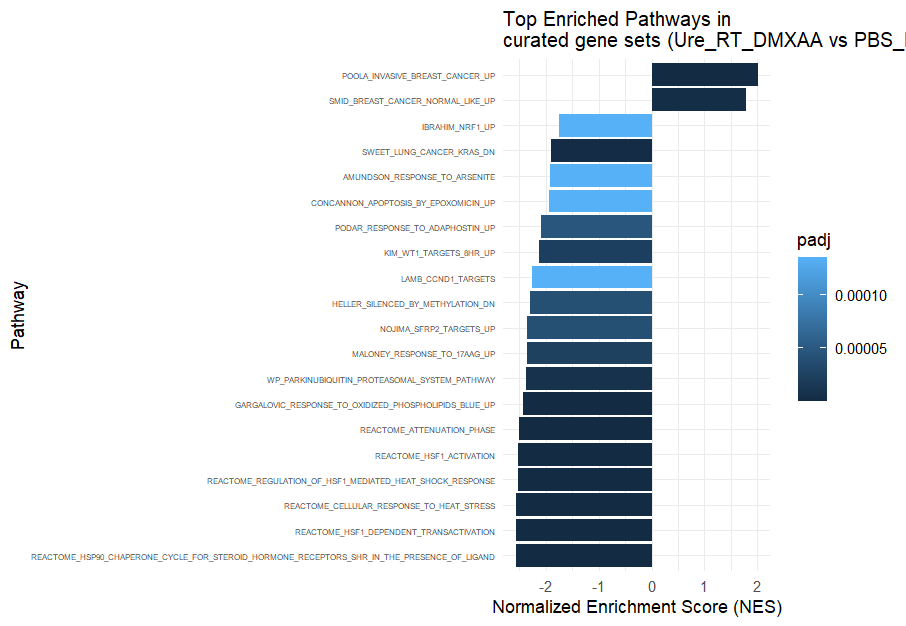 Top Enriched Pathways in
curated gene sets (Ure_RT_DMXAA vs PBS_
POOLA_INVASIVE_BREAST_CANCER_UP
SMID_BREAST_CANCER_NORMAL_LIKE_UP
IBRAHIM_NRF1_UP
SWEET_LUNG_CANCER_KRAS_DN
AMUNDSON_RESPONSE_TO_ARSENITE
CONCANNON_APOPTOSIS_BY_EPOXOMICIN_UP
PODAR_RESPONSE_TO_ADAPHOSTIN_UP
KIM_WT1_TARGETS_8HR_UP
LAMB_CCND1_TARGETS
HELLER_SILENCED_BY_METHYLATION_DN
NOJIMA_SFRP2_TARGETS_UP
MALONEY_RESPONSE_TO_17AAG_UP
WP_PARKINUBIQUITIN_PROTEASOMAL_SYSTEM_PATHWAY
GARGALOVIC_RESPONSE_TO_OXIDIZED_PHOSPHOLIPIDS_BLUE_UP
REACTOME_ATTENUATION_PHASE
REACTOME_HSF1_ACTIVATION
REACTOME_REGULATION_OF_HSF1_MEDIATED_HEAT_SHOCK_RESPONSE
REACTOME_CELLULAR_RESPONSE_TO_HEAT_STRESS
REACTOME_HSF1_DEPENDENT_TRANSACTIVATION
REACTOME_HSP90_CHAPERONE_CYCLE_FOR_STEROID_HORMONE_RECEPTORS_SHR_IN_THE_PRESENCE_OF_LIGAND
Pathway
-2 -1 0 1 2
Normalized Enrichment Score (NES)
padj
0.00010
0.00005